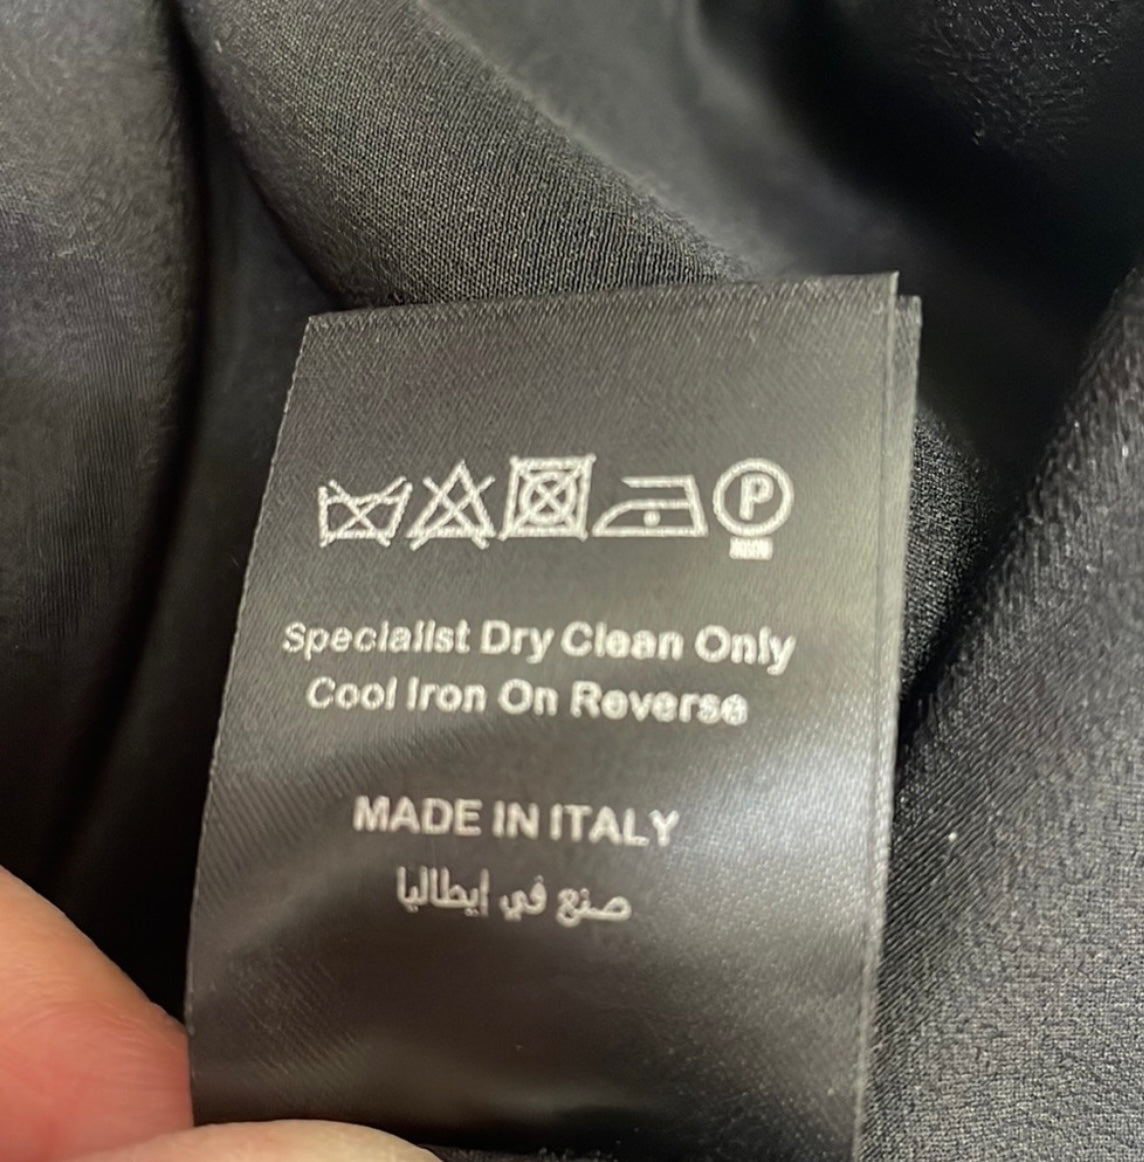 P
Specialist Dry Clean Only
Cool Iron On Reverse
MADE IN ITALY
صنع في إيطاليا